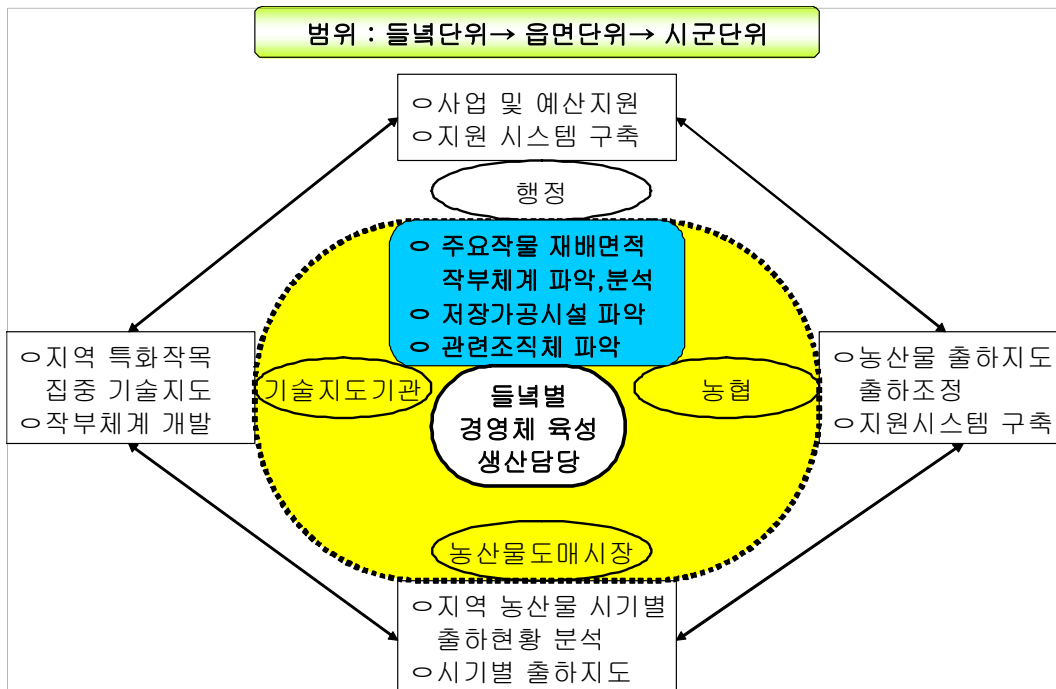 범위 : 들녘단위→ 읍면단위→ 시군단위
ㅇ사업 및 예산지원
ㅇ지원 시스템 구축
행정
ㅇ 주요작물 재배면적
작부체계 파악,분석
ㅇ 저장가공시설 파악
ㅇ 관련조직체 파악
ㅇ지역 특화작목
집중 기술지도
ㅇ작부체계 개발
기술지도기관
들녘별
경영체 육성
생산담당
농협
ㅇ농산물 출하지도
출하조정
ㅇ지원시스템 구축
농산물도매시장
ㅇ지역 농산물 시기별
출하현황 분석
ㅇ시기별 출하지도